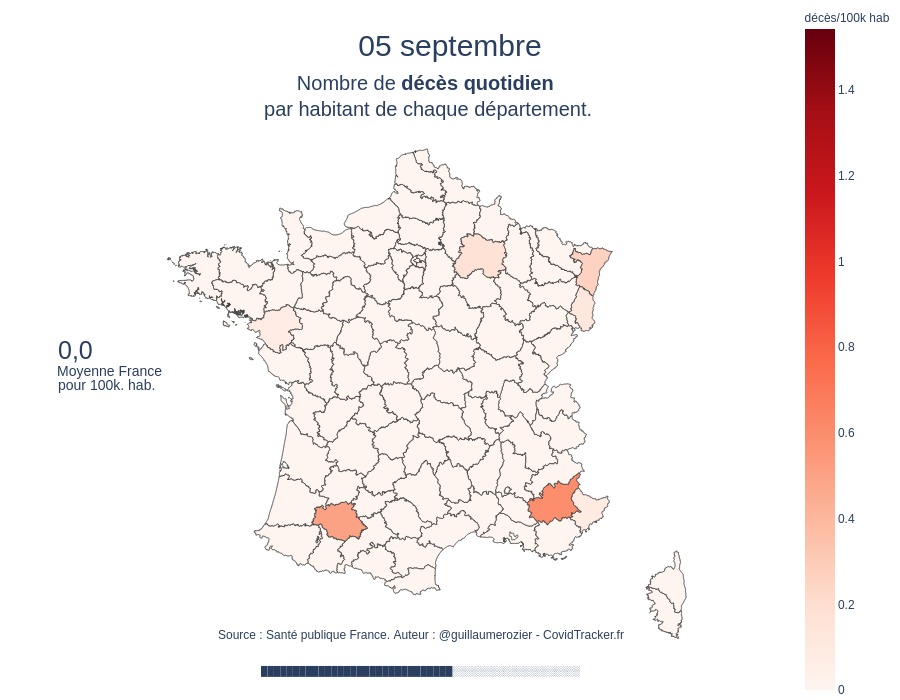 05 septembre
Nombre de décès quotidien
par habitant de chaque département.
décès/100k hab
1.4
1.2
1
0.8
0.6
0.4
0.2
0
0,0
Moyenne France
pour 100k. hab.
Source : Santé publique France. Auteur : @guillaumerozier - CovidTracker.fr